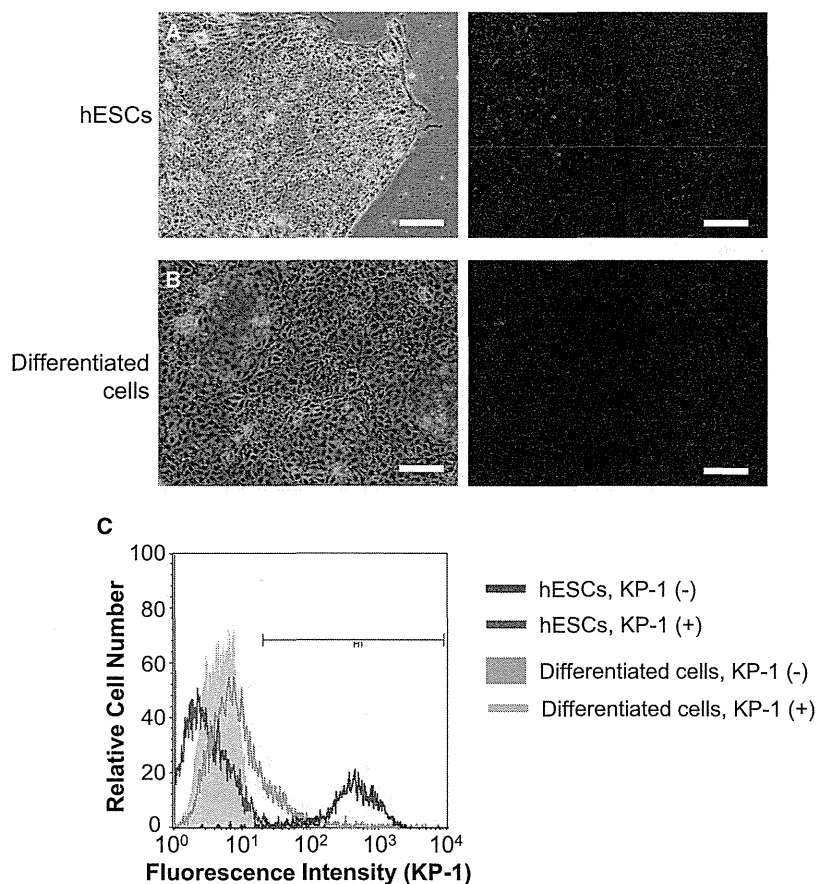 A
hESCs
B
Differentiated
cells
C
100
80
60
40
20
0
Relative Cell Number
M1
10⁰ 10¹ 10² 10³ 10⁴
Fluorescence Intensity (KP-1)
hESCs, KP-1 (-)
hESCs, KP-1 (+)
Differentiated cells, KP-1 (-)
Differentiated cells, KP-1 (+)